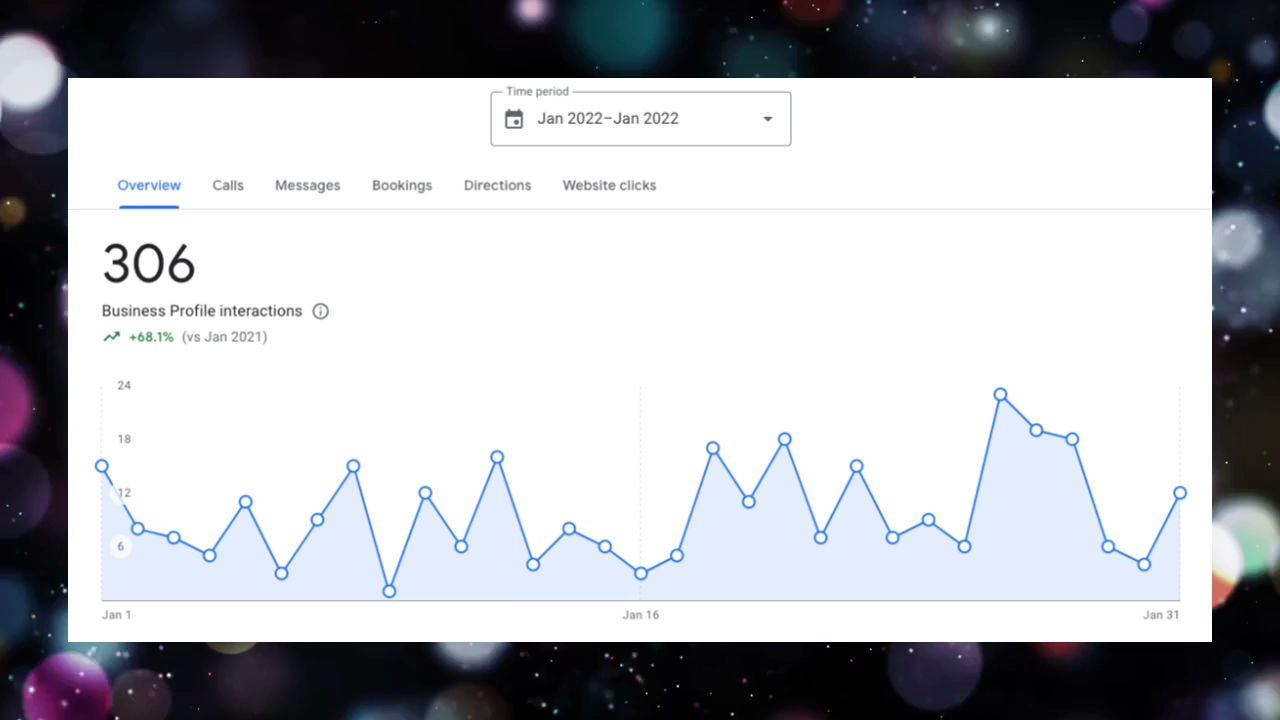 Time period
Jan 2022–Jan 2022
Overview Calls Messages Bookings Directions Website clicks
306
Business Profile interactions
+68.1% (vs Jan 2021)
24
18
12
6
Jan 1 Jan 16 Jan 31